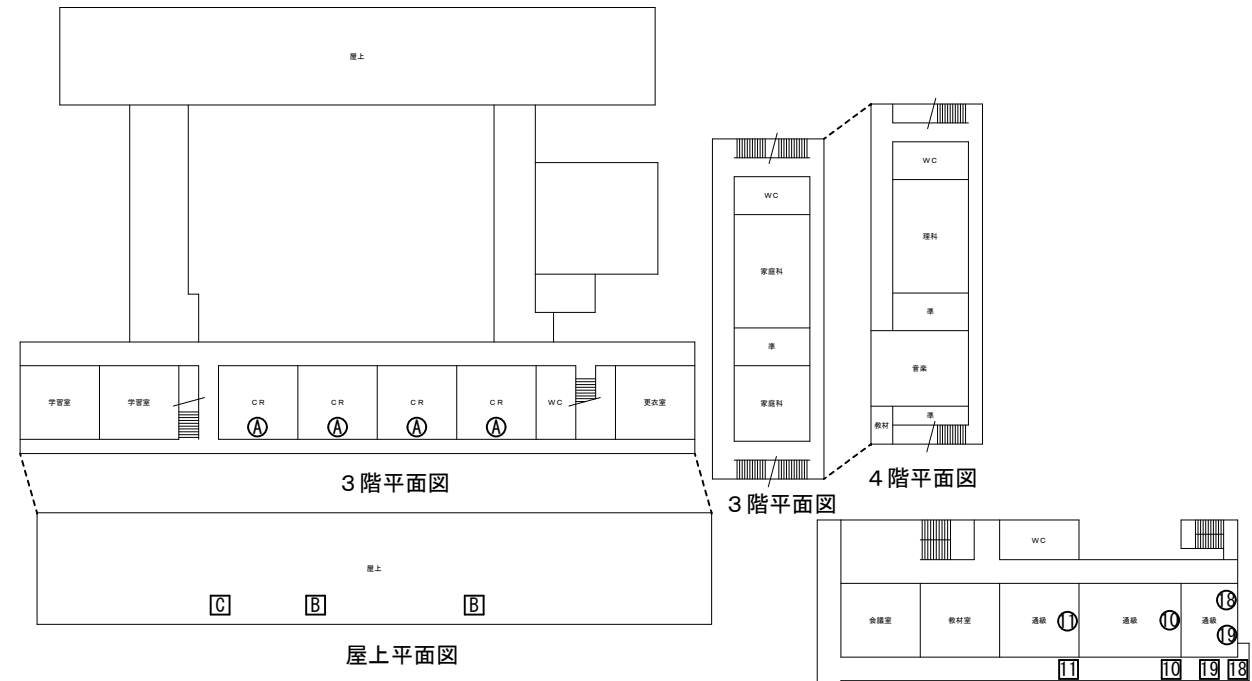 屋上
学習室
学習室
CR
CR
CR
CR
WC
更衣室
Ⓐ
Ⓐ
Ⓐ
Ⓐ
3階平面図
屋上
C
B
B
屋上平面図
WC
家庭科
準
家庭科
3階平面図
WC
理科
準
音楽
準
教材
4階平面図
WC
会議室
教材室
通級
⑪
通級
⑩
通級
⑱
⑲
11
10
19
18